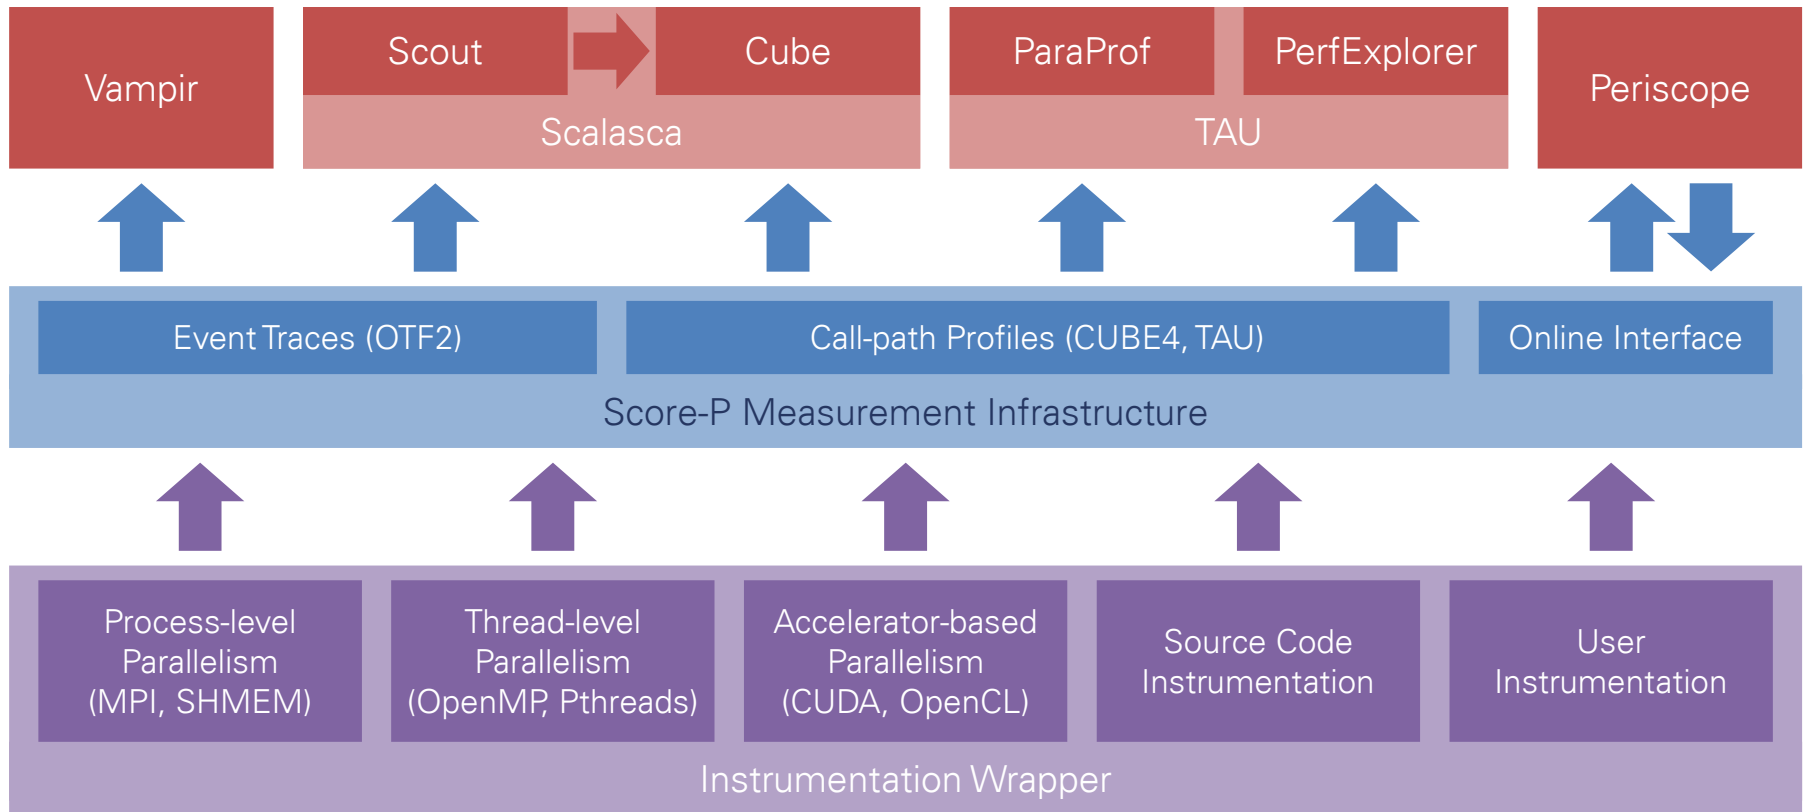 Vampir
Scout
Cube
Scalasca
ParaProf
PerfExplorer
TAU
Periscope
Event Traces (OTF2)
Call-path Profiles (CUBE4, TAU)
Online Interface
Score-P Measurement Infrastructure
Process-level
Parallelism
(MPI, SHMEM)
Thread-level
Parallelism
(OpenMP, Pthreads)
Accelerator-based
Parallelism
(CUDA, OpenCL)
Source Code
Instrumentation
User
Instrumentation
Instrumentation Wrapper